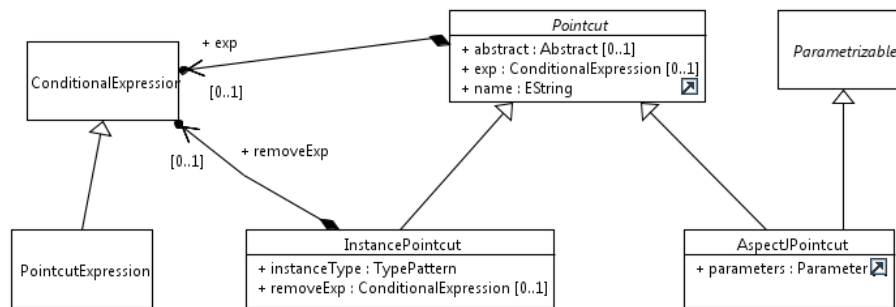 Pointcut
+ abstract : Abstract [0..1]
+ exp : ConditionalExpression [0..1]
+ name : EString
Parametrizable
ConditionalExpression
+ exp
[0..1]
[0..1]
+ removeExp
PointcutExpression
InstancePointcut
+ instanceType : TypePattern
+ removeExp : ConditionalExpression [0..1]
AspectJPointcut
+ parameters : Parameter